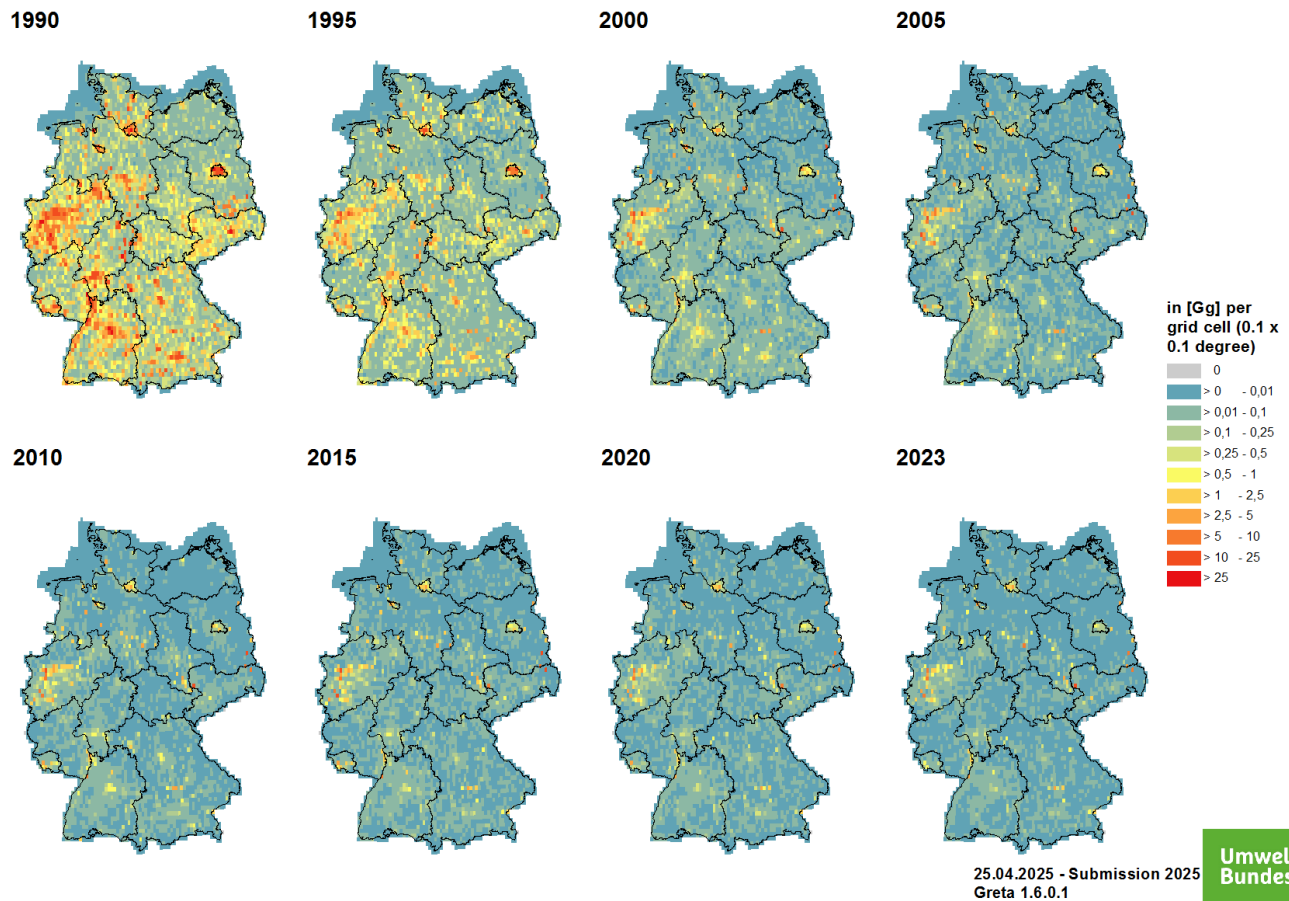 1990
1995
2000
2005
in [Gg] per
grid cell (0.1 x
0.1 degree)
0
> 0 - 0,01
> 0,01 - 0,1
> 0,1 - 0,25
> 0,25 - 0,5
> 0,5 - 1
> 1 - 2,5
> 2,5 - 5
> 5 - 10
> 10 - 25
> 25
2010
2015
2020
2023
25.04.2025 - Submission 2025
Greta 1.6.0.1
Umwel
Bundes